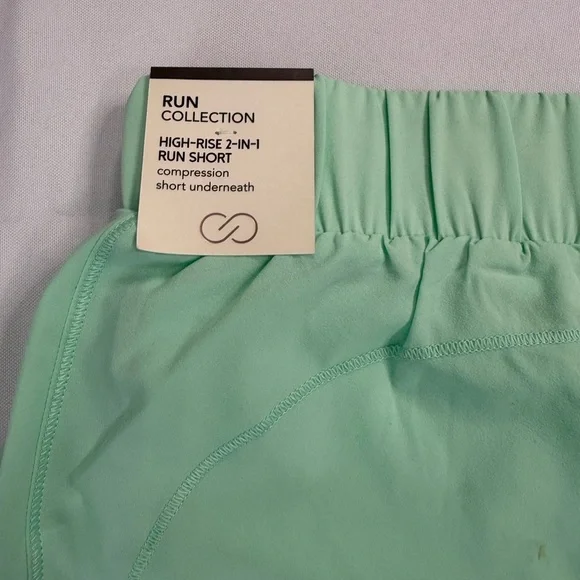 RUN
COLLECTION
HIGH-RISE 2-IN-1
RUN SHORT
compression
short underneath